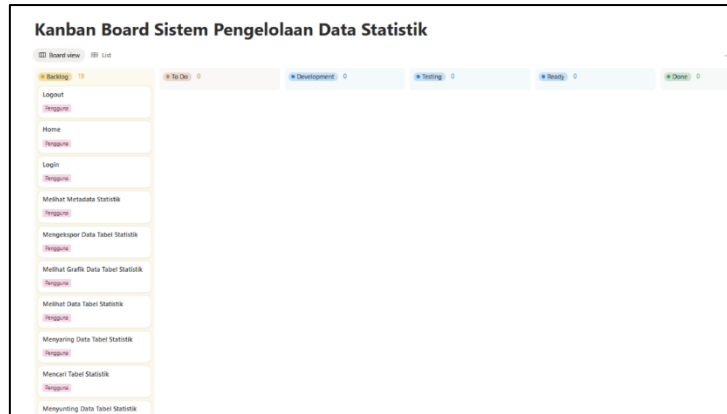 Kanban Board Sistem Pengelolaan Data Statistik
Board view List
Backlog 19 To Do 0 Development 0 Testing 0 Ready 0 Done 0
Logout
Pengguna
Home
Pengguna
Login
Pengguna
Melihat Metadata Statistik
Pengguna
Mengekspor Data Tabel Statistik
Pengguna
Melihat Grafik Data Tabel Statistik
Pengguna
Melihat Data Tabel Statistik
Pengguna
Menyaring Data Tabel Statistik
Pengguna
Mencari Tabel Statistik
Pengguna
Menyunting Data Tabel Statistik